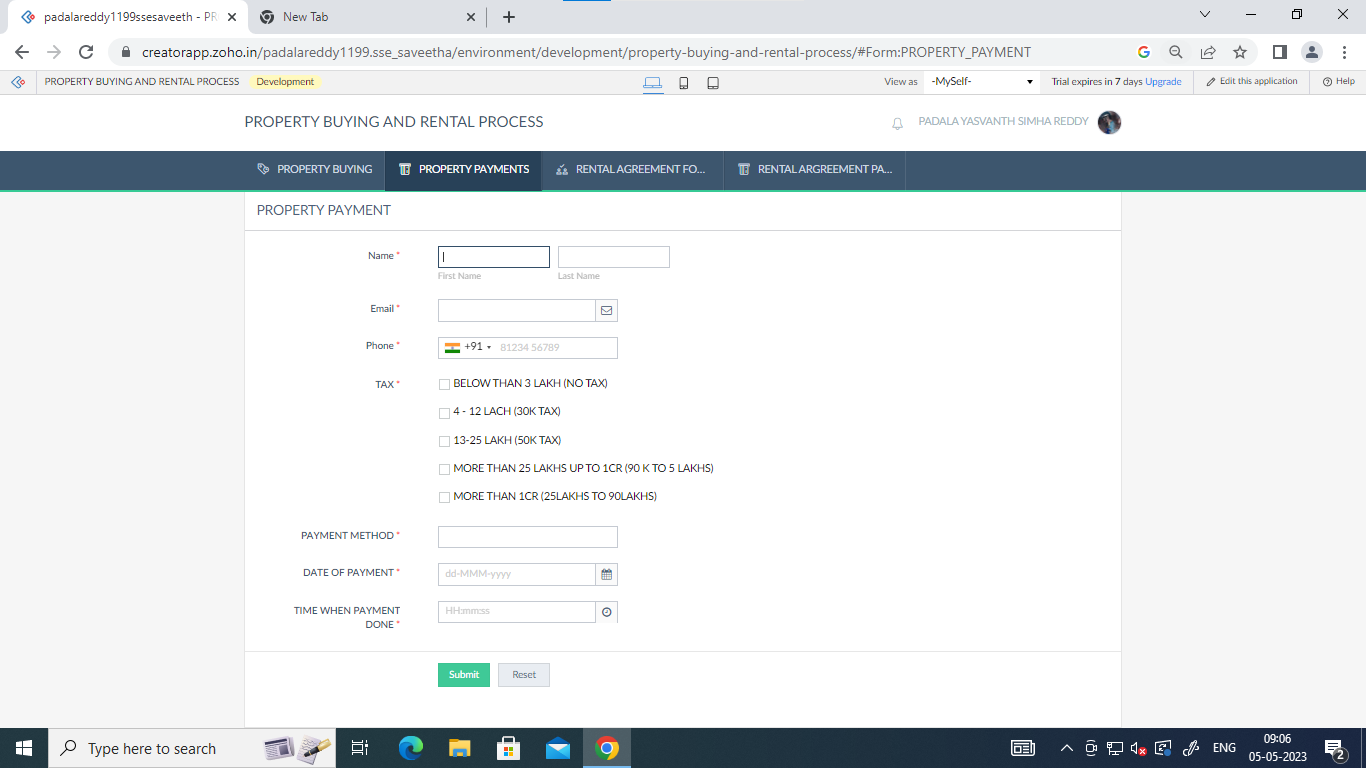 padalareddy1199ssesaveeth - PR
New Tab
creatorapp.zoho.in/padalareddy1199.sse_saveetha/environment/development/property-buying-and-rental-process/#Form:PROPERTY_PAYMENT
PROPERTY BUYING AND RENTAL PROCESS Development View as -MySelf- Trial expires in 7 days Upgrade Edit this application Help
PROPERTY BUYING AND RENTAL PROCESS PADALA YASVANTH SIMHA REDDY
PROPERTY BUYING PROPERTY PAYMENTS RENTAL AGREEMENT FO... RENTAL ARGREEMENT PA...
PROPERTY PAYMENT
Name *
First Name Last Name
Email *
Phone * +91 81234 56789
TAX * BELOW THAN 3 LAKH (NO TAX)
4 - 12 LACH (30K TAX)
13-25 LAKH (50K TAX)
MORE THAN 25 LAKHS UP TO 1CR (90 K TO 5 LAKHS)
MORE THAN 1CR (25LAKHS TO 90LAKHS)
PAYMENT METHOD *
DATE OF PAYMENT * dd-MMM-yyyy
TIME WHEN PAYMENT HH:mm:ss
DONE *
Submit Reset
Type here to search
ENG
09:06
05-05-2023
2